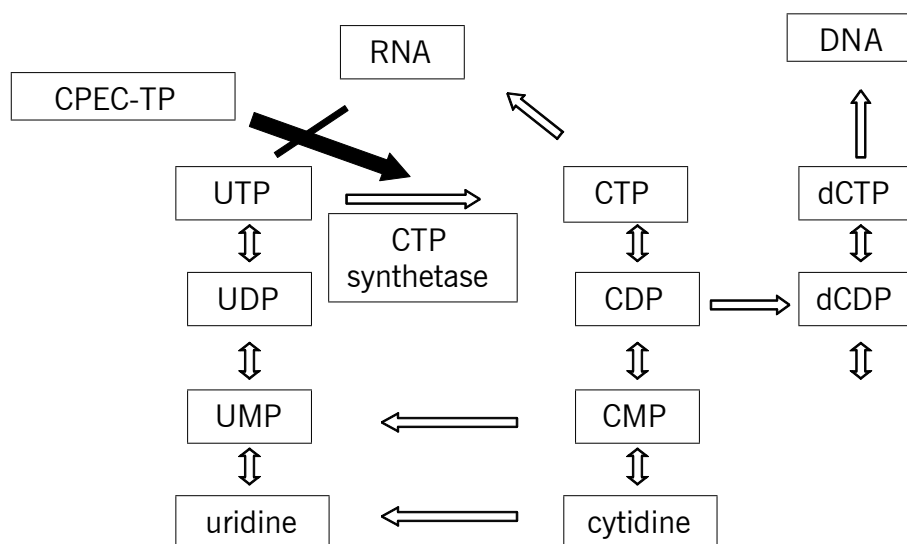 DNA
RNA
CPEC-TP
UTP
CTP
dCTP
CTP
synthetase
UDP
CDP
dCDP
UMP
CMP
uridine
cytidine